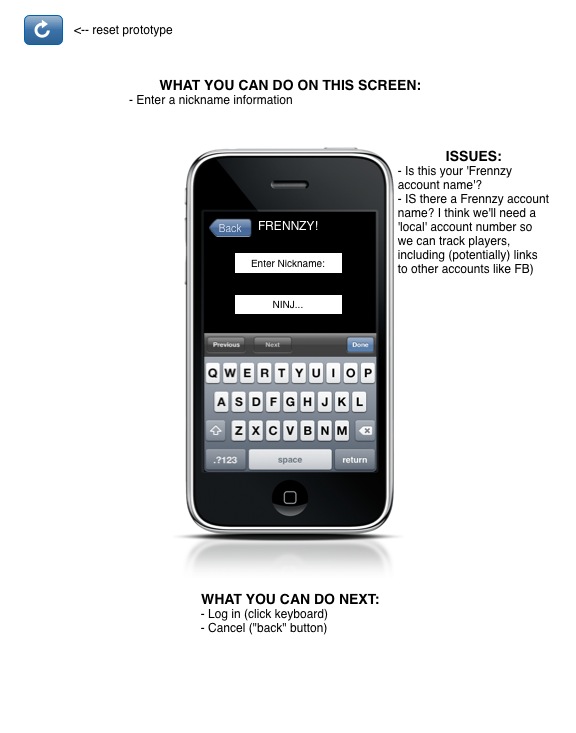 <-- reset prototype
WHAT YOU CAN DO ON THIS SCREEN:
- Enter a nickname information
ISSUES:
- Is this your 'Frennzy
account name'?
- IS there a Frennzy account
name? I think we'll need a
'local' account number so
we can track players,
including (potentially) links
to other accounts like FB)
Back FRENNZY!
Enter Nickname:
NINJ...
Previous Next Done
Q W E R T Y U I O P
A S D F G H J K L
Z X C V B N M
.?123 space return
WHAT YOU CAN DO NEXT:
- Log in (click keyboard)
- Cancel ("back" button)